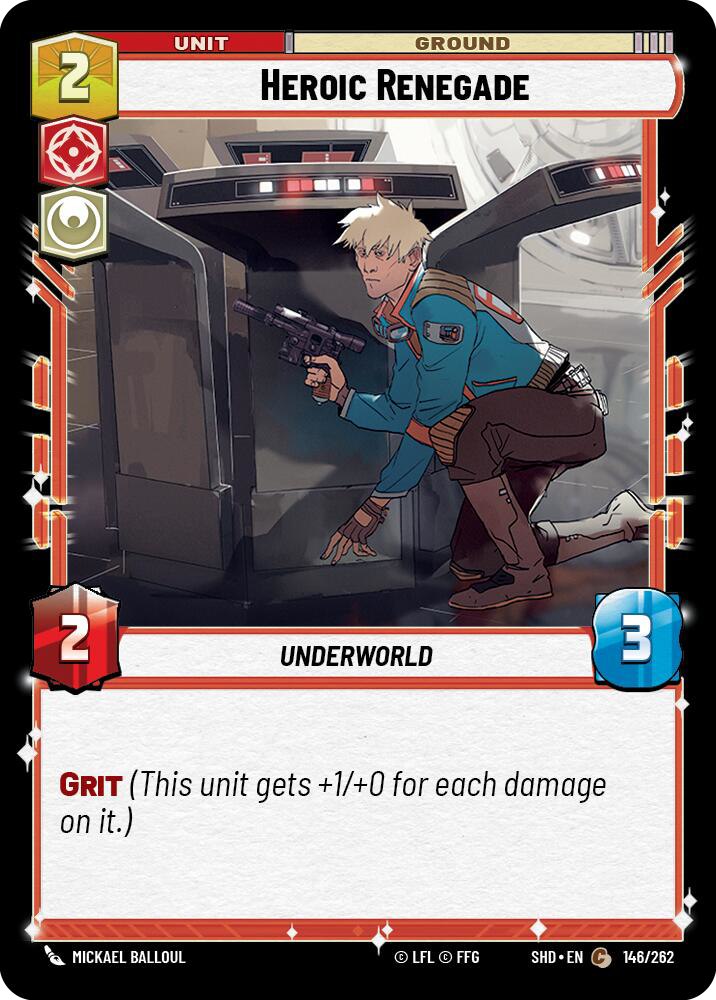 UNIT
GROUND
2
HEROIC RENEGADE
2
UNDERWORLD
3
GRIT (This unit gets +1/+0 for each damage
on it.)
MICKAEL BALLOUL
© LFL © FFG
SHD • EN C 146/262